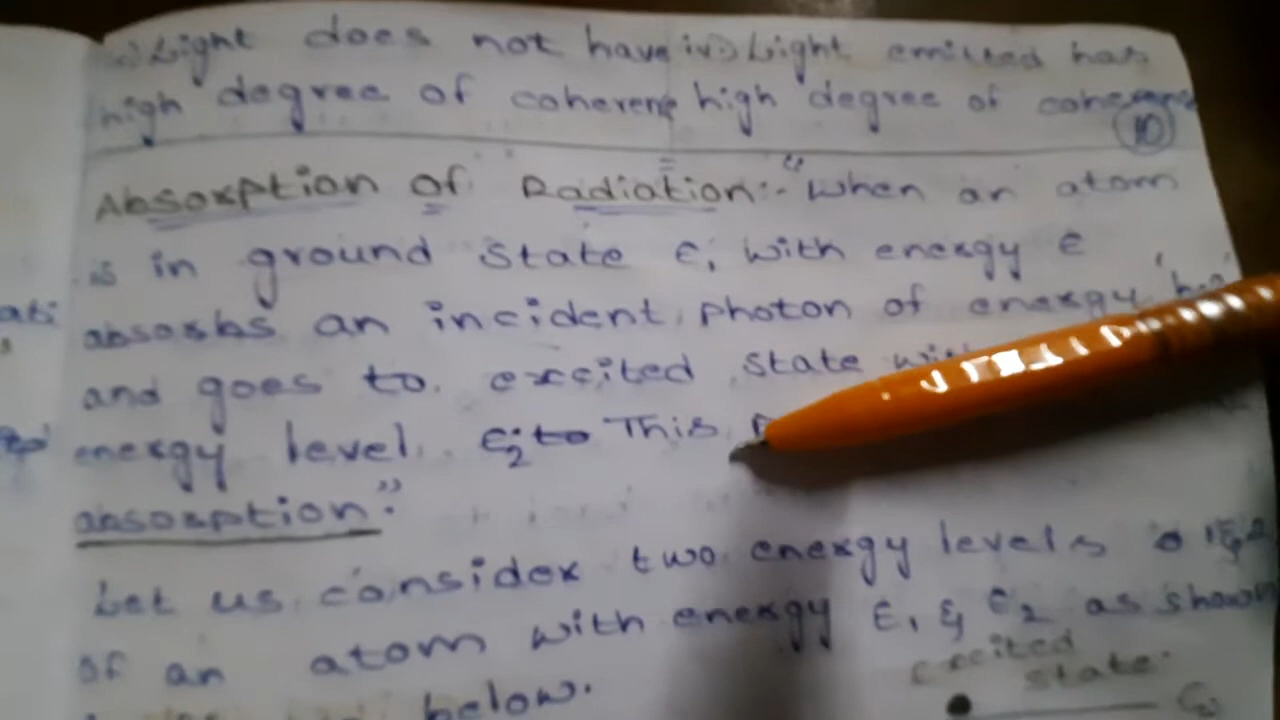 Light does not have iv) Light emitted has
high degree of coherenc high degree of coherence
10
Absorption of Radiation:- "When an atom
is in ground state E1 with energy E
absorbs an incident photon of energy
and goes to excited state
energy level E2 to This
absorption".
Let us consider two energy levels
of an atom with energy E1 & E2 as shown
below.
excited
state
E2